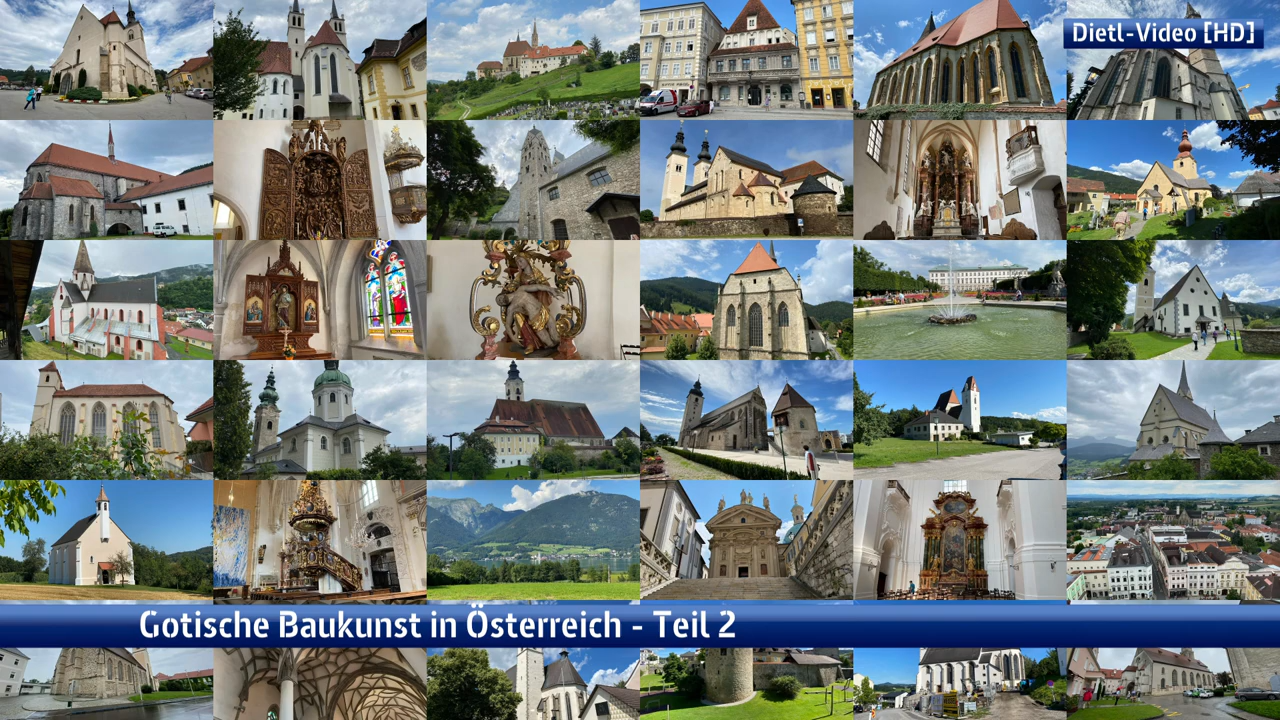 Dietl-Video [HD]
Gotische Baukunst in Österreich - Teil 2